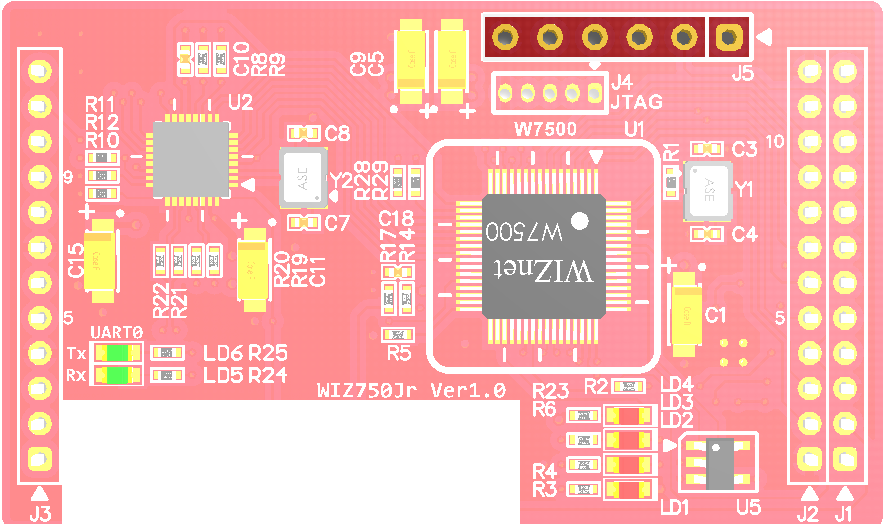 C10
R8
R9
U2
C9
C5
J5
J4
JTAG
W7500
U1
R11
R12
R10
C8
ASE
Y2
C7
R28
R29
R1
C3
ASE
Y1
C4
10
9
C15
R22
R21
R20
R19
C11
C18
R17
R14
R5
W7500
WIZnet
C1
5
5
UART0
Tx
LD6 R25
Rx
LD5 R24
WIZ750Jr Ver1.0
R23
R6
R2
LD4
LD3
LD2
R4
R3
LD1
U5
J3
J2
J1